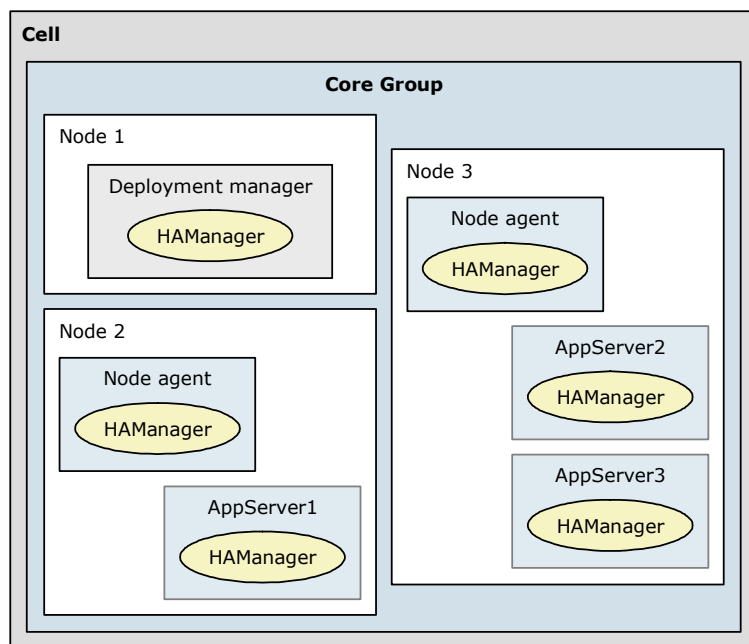 Cell
Core Group
Node 1
Deployment manager
HAManager
Node 2
Node agent
HAManager
AppServer1
HAManager
Node 3
Node agent
HAManager
AppServer2
HAManager
AppServer3
HAManager